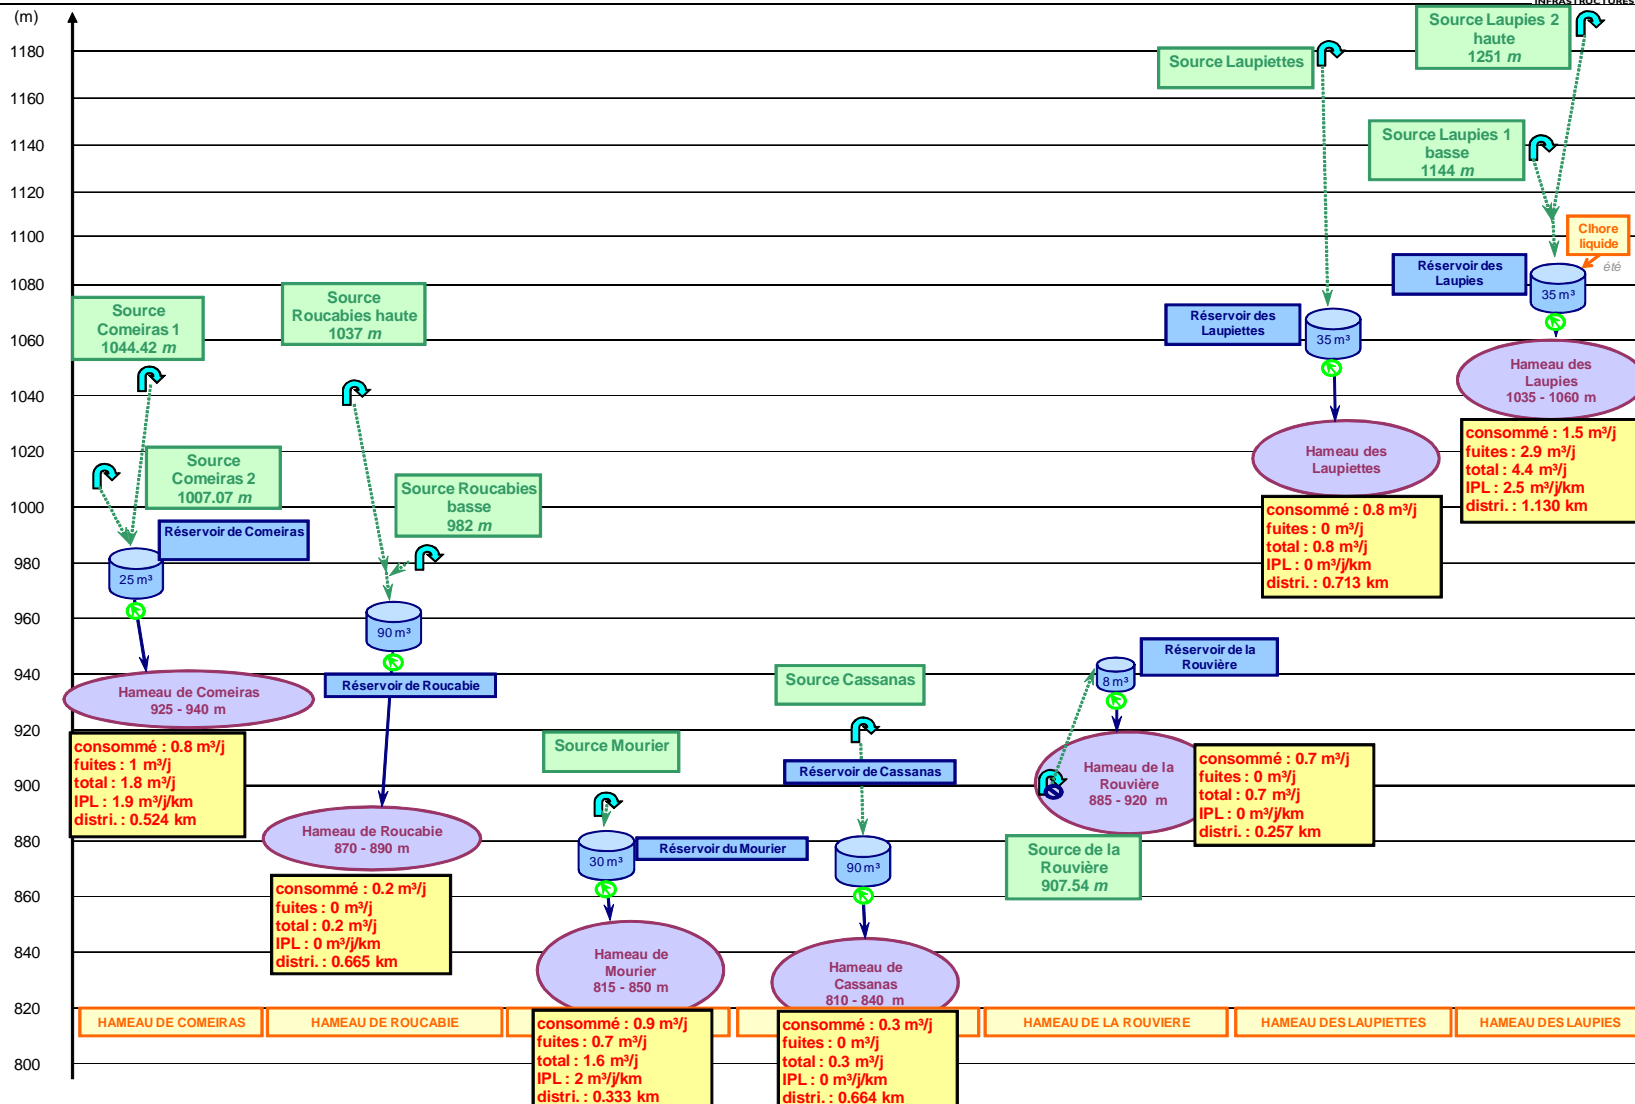 INFRASTRUCTURES
(m)
1180
1160
1140
1120
1100
1080
1060
1040
1020
1000
980
960
940
920
900
880
860
840
820
800
Source
Comeiras 1
1044.42 m
Source
Comeiras 2
1007.07 m
Réservoir de Comeiras
25 m³
Hameau de Comeiras
925 - 940 m
consommé : 0.8 m³/j
fuites : 1 m³/j
total : 1.8 m³/j
IPL : 1.9 m³/j/km
distri. : 0.524 km
HAMEAU DE COMEIRAS
Source
Roucabies haute
1037 m
Source Roucabies
basse
982 m
90 m³
Réservoir de Roucabie
Hameau de Roucabie
870 - 890 m
consommé : 0.2 m³/j
fuites : 0 m³/j
total : 0.2 m³/j
IPL : 0 m³/j/km
distri. : 0.665 km
HAMEAU DE ROUCABIE
Source Mourier
30 m³
Réservoir du Mourier
Hameau de
Mourier
815 - 850 m
consommé : 0.9 m³/j
fuites : 0.7 m³/j
total : 1.6 m³/j
IPL : 2 m³/j/km
distri. : 0.333 km
Source Cassanas
Réservoir de Cassanas
90 m³
Hameau de
Cassanas
810 - 840 m
consommé : 0.3 m³/j
fuites : 0 m³/j
total : 0.3 m³/j
IPL : 0 m³/j/km
distri. : 0.664 km
Réservoir de la
Rouvière
8 m³
Hameau de la
Rouvière
885 - 920 m
consommé : 0.7 m³/j
fuites : 0 m³/j
total : 0.7 m³/j
IPL : 0 m³/j/km
distri. : 0.257 km
Source de la
Rouvière
907.54 m
HAMEAU DE LA ROUVIERE
Source Laupiettes
Réservoir des
Laupiettes
35 m³
Hameau des
Laupiettes
consommé : 0.8 m³/j
fuites : 0 m³/j
total : 0.8 m³/j
IPL : 0 m³/j/km
distri. : 0.713 km
HAMEAU DES LAUPIETTES
Source Laupies 2
haute
1251 m
Source Laupies 1
basse
1144 m
Clhore
liquide
été
Réservoir des
Laupies
35 m³
Hameau des
Laupies
1035 - 1060 m
consommé : 1.5 m³/j
fuites : 2.9 m³/j
total : 4.4 m³/j
IPL : 2.5 m³/j/km
distri. : 1.130 km
HAMEAU DES LAUPIES